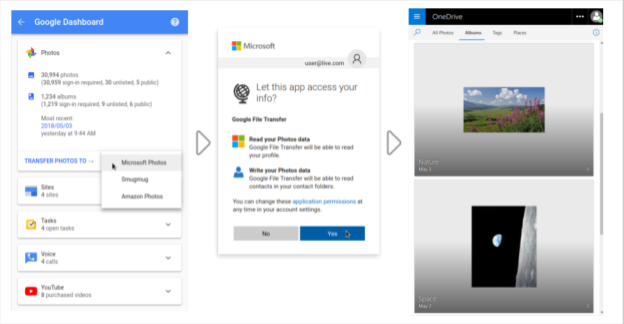 Google Dashboard
Photos
30,994 photos
(30,959 sign-in required, 30 unlisted, 5 public)
1,234 albums
(1,219 sign-in required, 9 unlisted, 6 public)
Most recent:
2018/05/03
yesterday at 9:44 AM
TRANSFER PHOTOS TO
Microsoft Photos
Smugmug
Amazon Photos
Sites
4 sites
Tasks
4 open tasks
Voice
4 calls
YouTube
8 purchased videos
Microsoft
user@live.com
Let this app access your
info?
Google File Transfer
Read your Photos data
Google File Transfer will be able to read
your profile.
Write your Photos data
Google File Transfer will be able to read
contacts in your contact folders.
You can change these application permissions at
any time in your account settings.
No
Yes
OneDrive
All Photos
Albums
Tags
Places
Nature
May 3
Space
May 2